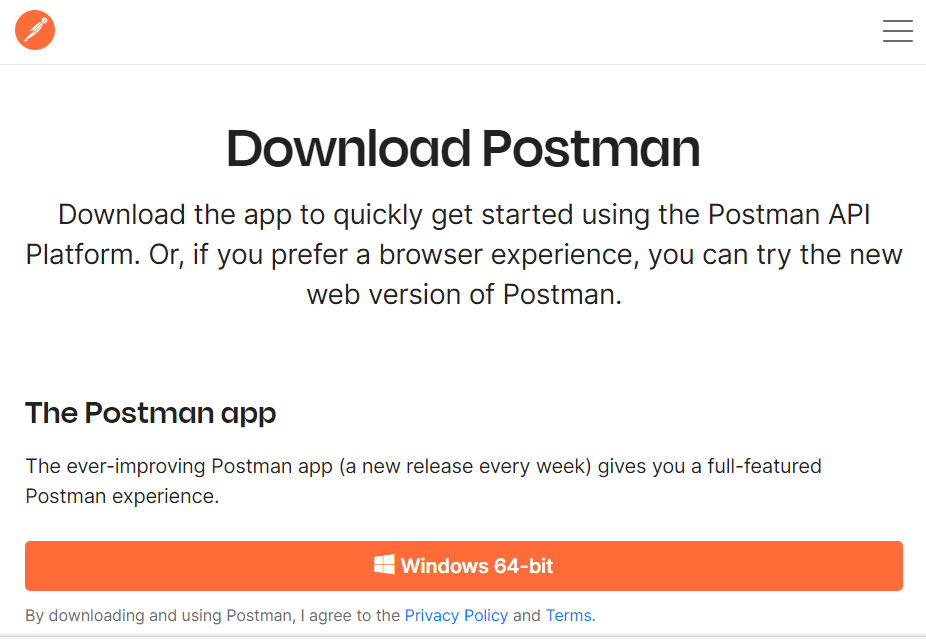 Download Postman
Download the app to quickly get started using the Postman API
Platform. Or, if you prefer a browser experience, you can try the new
web version of Postman.
The Postman app
The ever-improving Postman app (a new release every week) gives you a full-featured
Postman experience.
Windows 64-bit
By downloading and using Postman, I agree to the Privacy Policy and Terms.